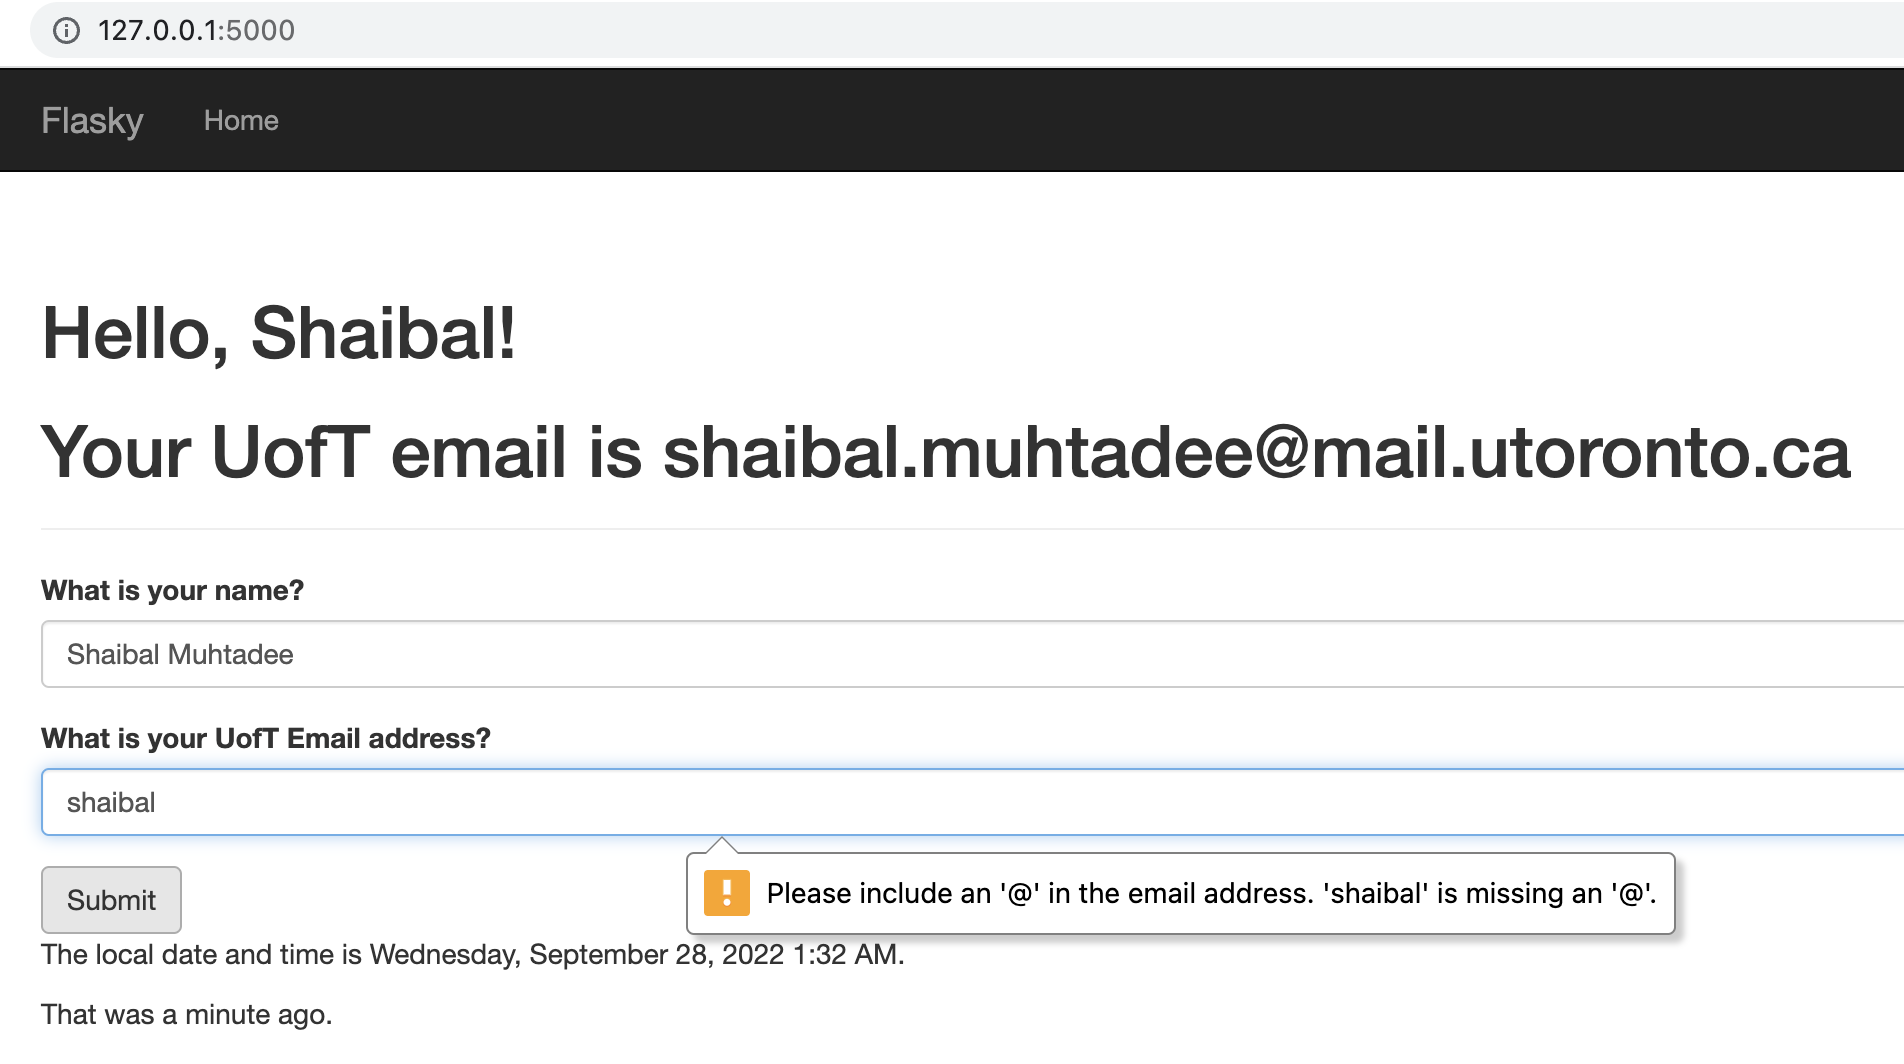 127.0.0.1:5000
Flasky Home
Hello, Shaibal!
Your UofT email is shaibal.muhtadee@mail.utoronto.ca
What is your name?
Shaibal Muhtadee
What is your UofT Email address?
shaibal
Please include an '@' in the email address. 'shaibal' is missing an '@'.
Submit
The local date and time is Wednesday, September 28, 2022 1:32 AM.
That was a minute ago.